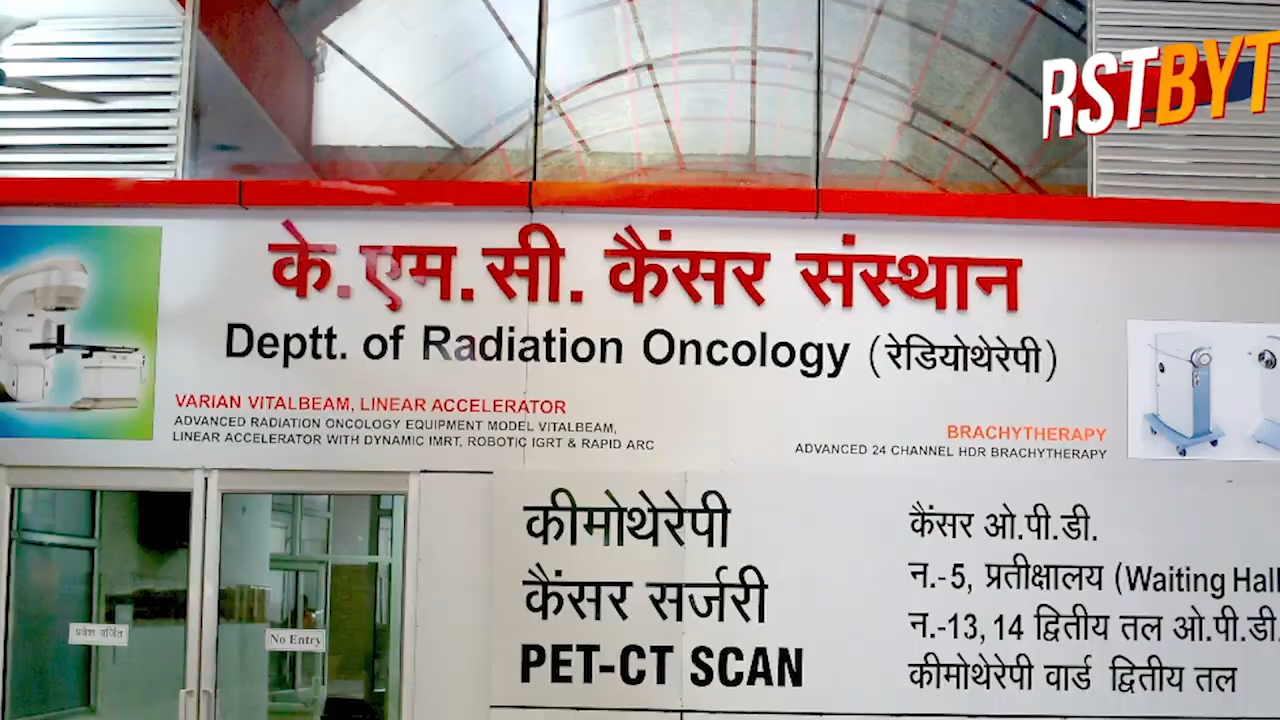 RSTBYT
के.एम.सी. कैंसर संस्थान
Deptt. of Radiation Oncology (रेडियोथेरेपी)
VARIAN VITALBEAM, LINEAR ACCELERATOR
ADVANCED RADIATION ONCOLOGY EQUIPMENT MODEL VITALBEAM,
LINEAR ACCELERATOR WITH DYNAMIC IMRT, ROBOTIC IGRT & RAPID ARC
BRACHYTHERAPY
ADVANCED 24 CHANNEL HDR BRACHYTHERAPY
कीमोथेरेपी
कैंसर सर्जरी
PET-CT SCAN
कैंसर ओ.पी.डी.
न.-5, प्रतीक्षालय (Waiting Hall
न.-13, 14 द्वितीय तल ओ.पी.डी.
कीमोथेरेपी वार्ड द्वितीय तल
प्रवेश वर्जित
No Entry